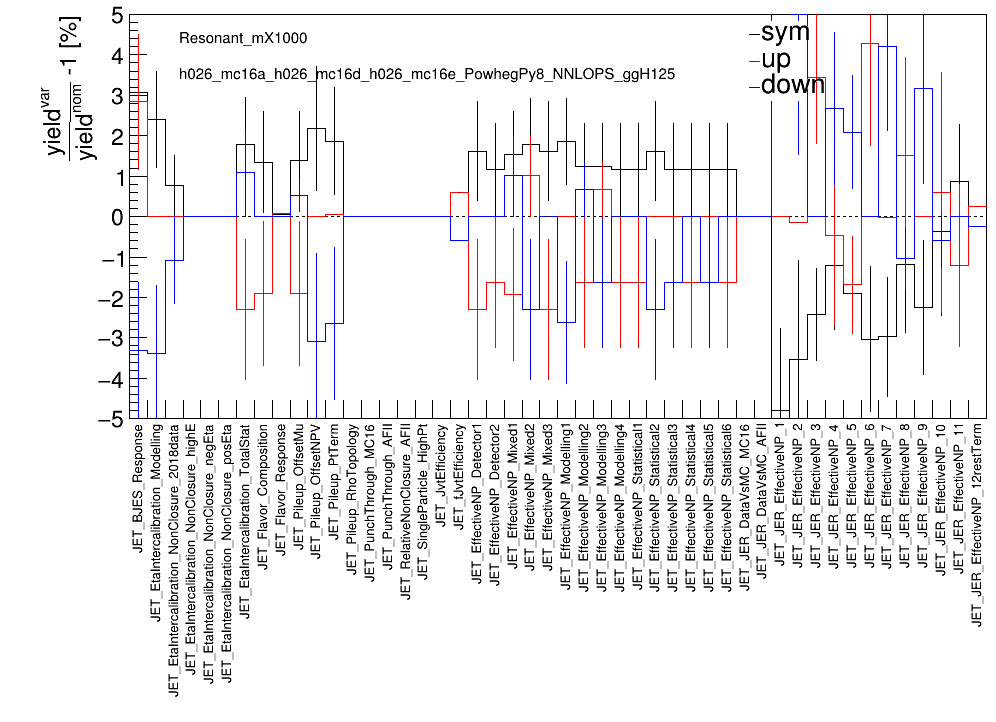 yield^var / yield^nom -1 [%]
5
4
3
2
1
0
−1
−2
−3
−4
−5
Resonant_mX1000
h026_mc16a_h026_mc16d_h026_mc16e_PowhegPy8_NNLOPS_ggH125
sym
up
down
JET_BJES_Response
JET_EtaIntercalibration_Modelling
JET_EtaIntercalibration_NonClosure_2018data
JET_EtaIntercalibration_NonClosure_highE
JET_EtaIntercalibration_NonClosure_negEta
JET_EtaIntercalibration_NonClosure_posEta
JET_EtaIntercalibration_TotalStat
JET_Flavor_Composition
JET_Flavor_Response
JET_Pileup_OffsetMu
JET_Pileup_OffsetNPV
JET_Pileup_PtTerm
JET_Pileup_RhoTopology
JET_PunchThrough_MC16
JET_PunchThrough_AFII
JET_RelativeNonClosure_AFII
JET_SingleParticle_HighPt
JET_JvtEfficiency
JET_fJvtEfficiency
JET_EffectiveNP_Detector1
JET_EffectiveNP_Detector2
JET_EffectiveNP_Mixed1
JET_EffectiveNP_Mixed2
JET_EffectiveNP_Mixed3
JET_EffectiveNP_Modelling1
JET_EffectiveNP_Modelling2
JET_EffectiveNP_Modelling3
JET_EffectiveNP_Modelling4
JET_EffectiveNP_Statistical1
JET_EffectiveNP_Statistical2
JET_EffectiveNP_Statistical3
JET_EffectiveNP_Statistical4
JET_EffectiveNP_Statistical5
JET_EffectiveNP_Statistical6
JET_JER_DataVsMC_MC16
JET_JER_DataVsMC_AFII
JET_JER_EffectiveNP_1
JET_JER_EffectiveNP_2
JET_JER_EffectiveNP_3
JET_JER_EffectiveNP_4
JET_JER_EffectiveNP_5
JET_JER_EffectiveNP_6
JET_JER_EffectiveNP_7
JET_JER_EffectiveNP_8
JET_JER_EffectiveNP_9
JET_JER_EffectiveNP_10
JET_JER_EffectiveNP_11
JET_JER_EffectiveNP_12restTerm